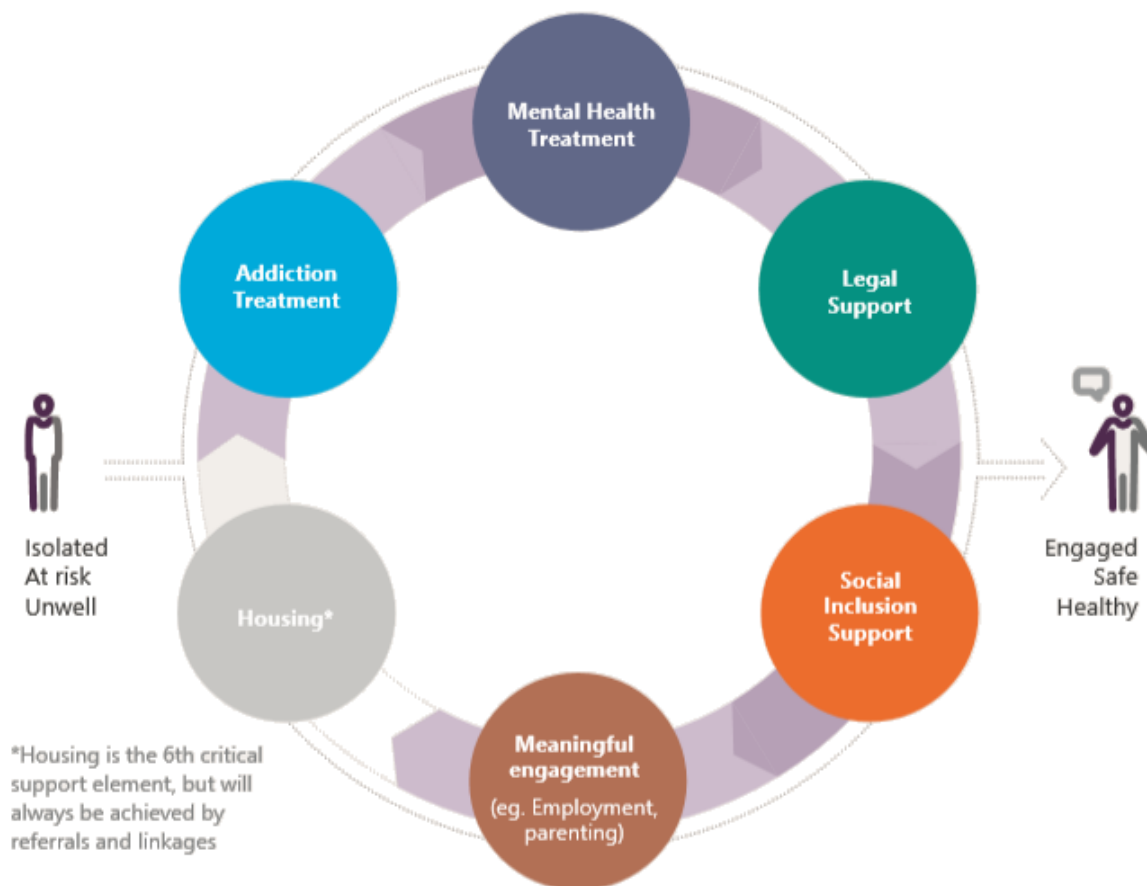 Mental Health
Treatment
Addiction
Treatment
Legal
Support
Isolated
At risk
Unwell
Engaged
Safe
Healthy
Housing*
Social
Inclusion
Support
Meaningful
engagement
(eg. Employment,
parenting)
*Housing is the 6th critical
support element, but will
always be achieved by
referrals and linkages